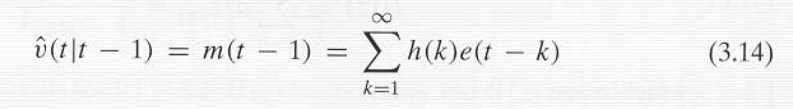 v̂(t|t − 1) = m(t − 1) = ∑_{k=1}^{∞} h(k)e(t − k) (3.14)